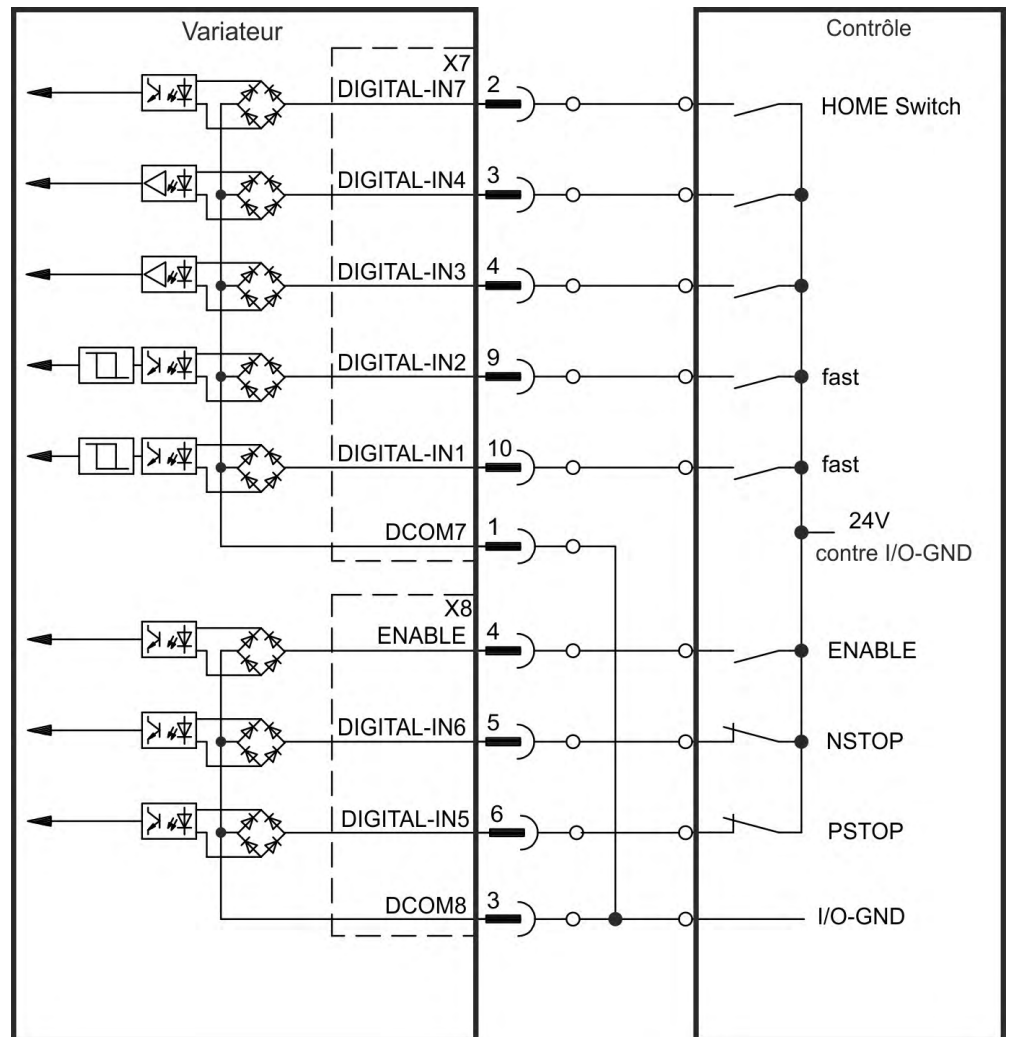 Variateur
Contrôle
X7
DIGITAL-IN7 2 HOME Switch
DIGITAL-IN4 3
DIGITAL-IN3 4
DIGITAL-IN2 9 fast
DIGITAL-IN1 10 fast
DCOM7 1
24V
contre I/O-GND
X8
ENABLE 4 ENABLE
DIGITAL-IN6 5 NSTOP
DIGITAL-IN5 6 PSTOP
DCOM8 3 I/O-GND